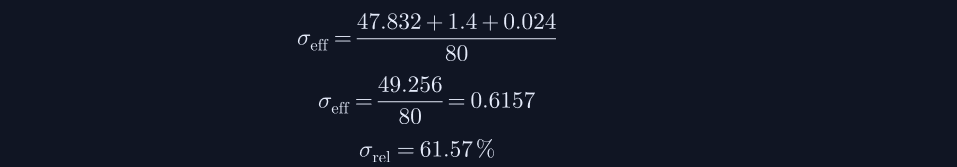 σ_eff = (47.832 + 1.4 + 0.024) / 80
σ_eff = 49.256 / 80 = 0.6157
σ_rel = 61.57 %